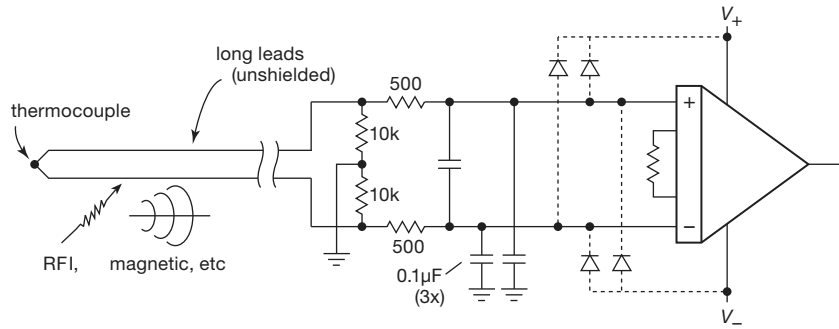 V+
long leads
(unshielded)
500
thermocouple
+
10k
10k
−
500
RFI,
magnetic, etc
0.1µF
(3x)
V−